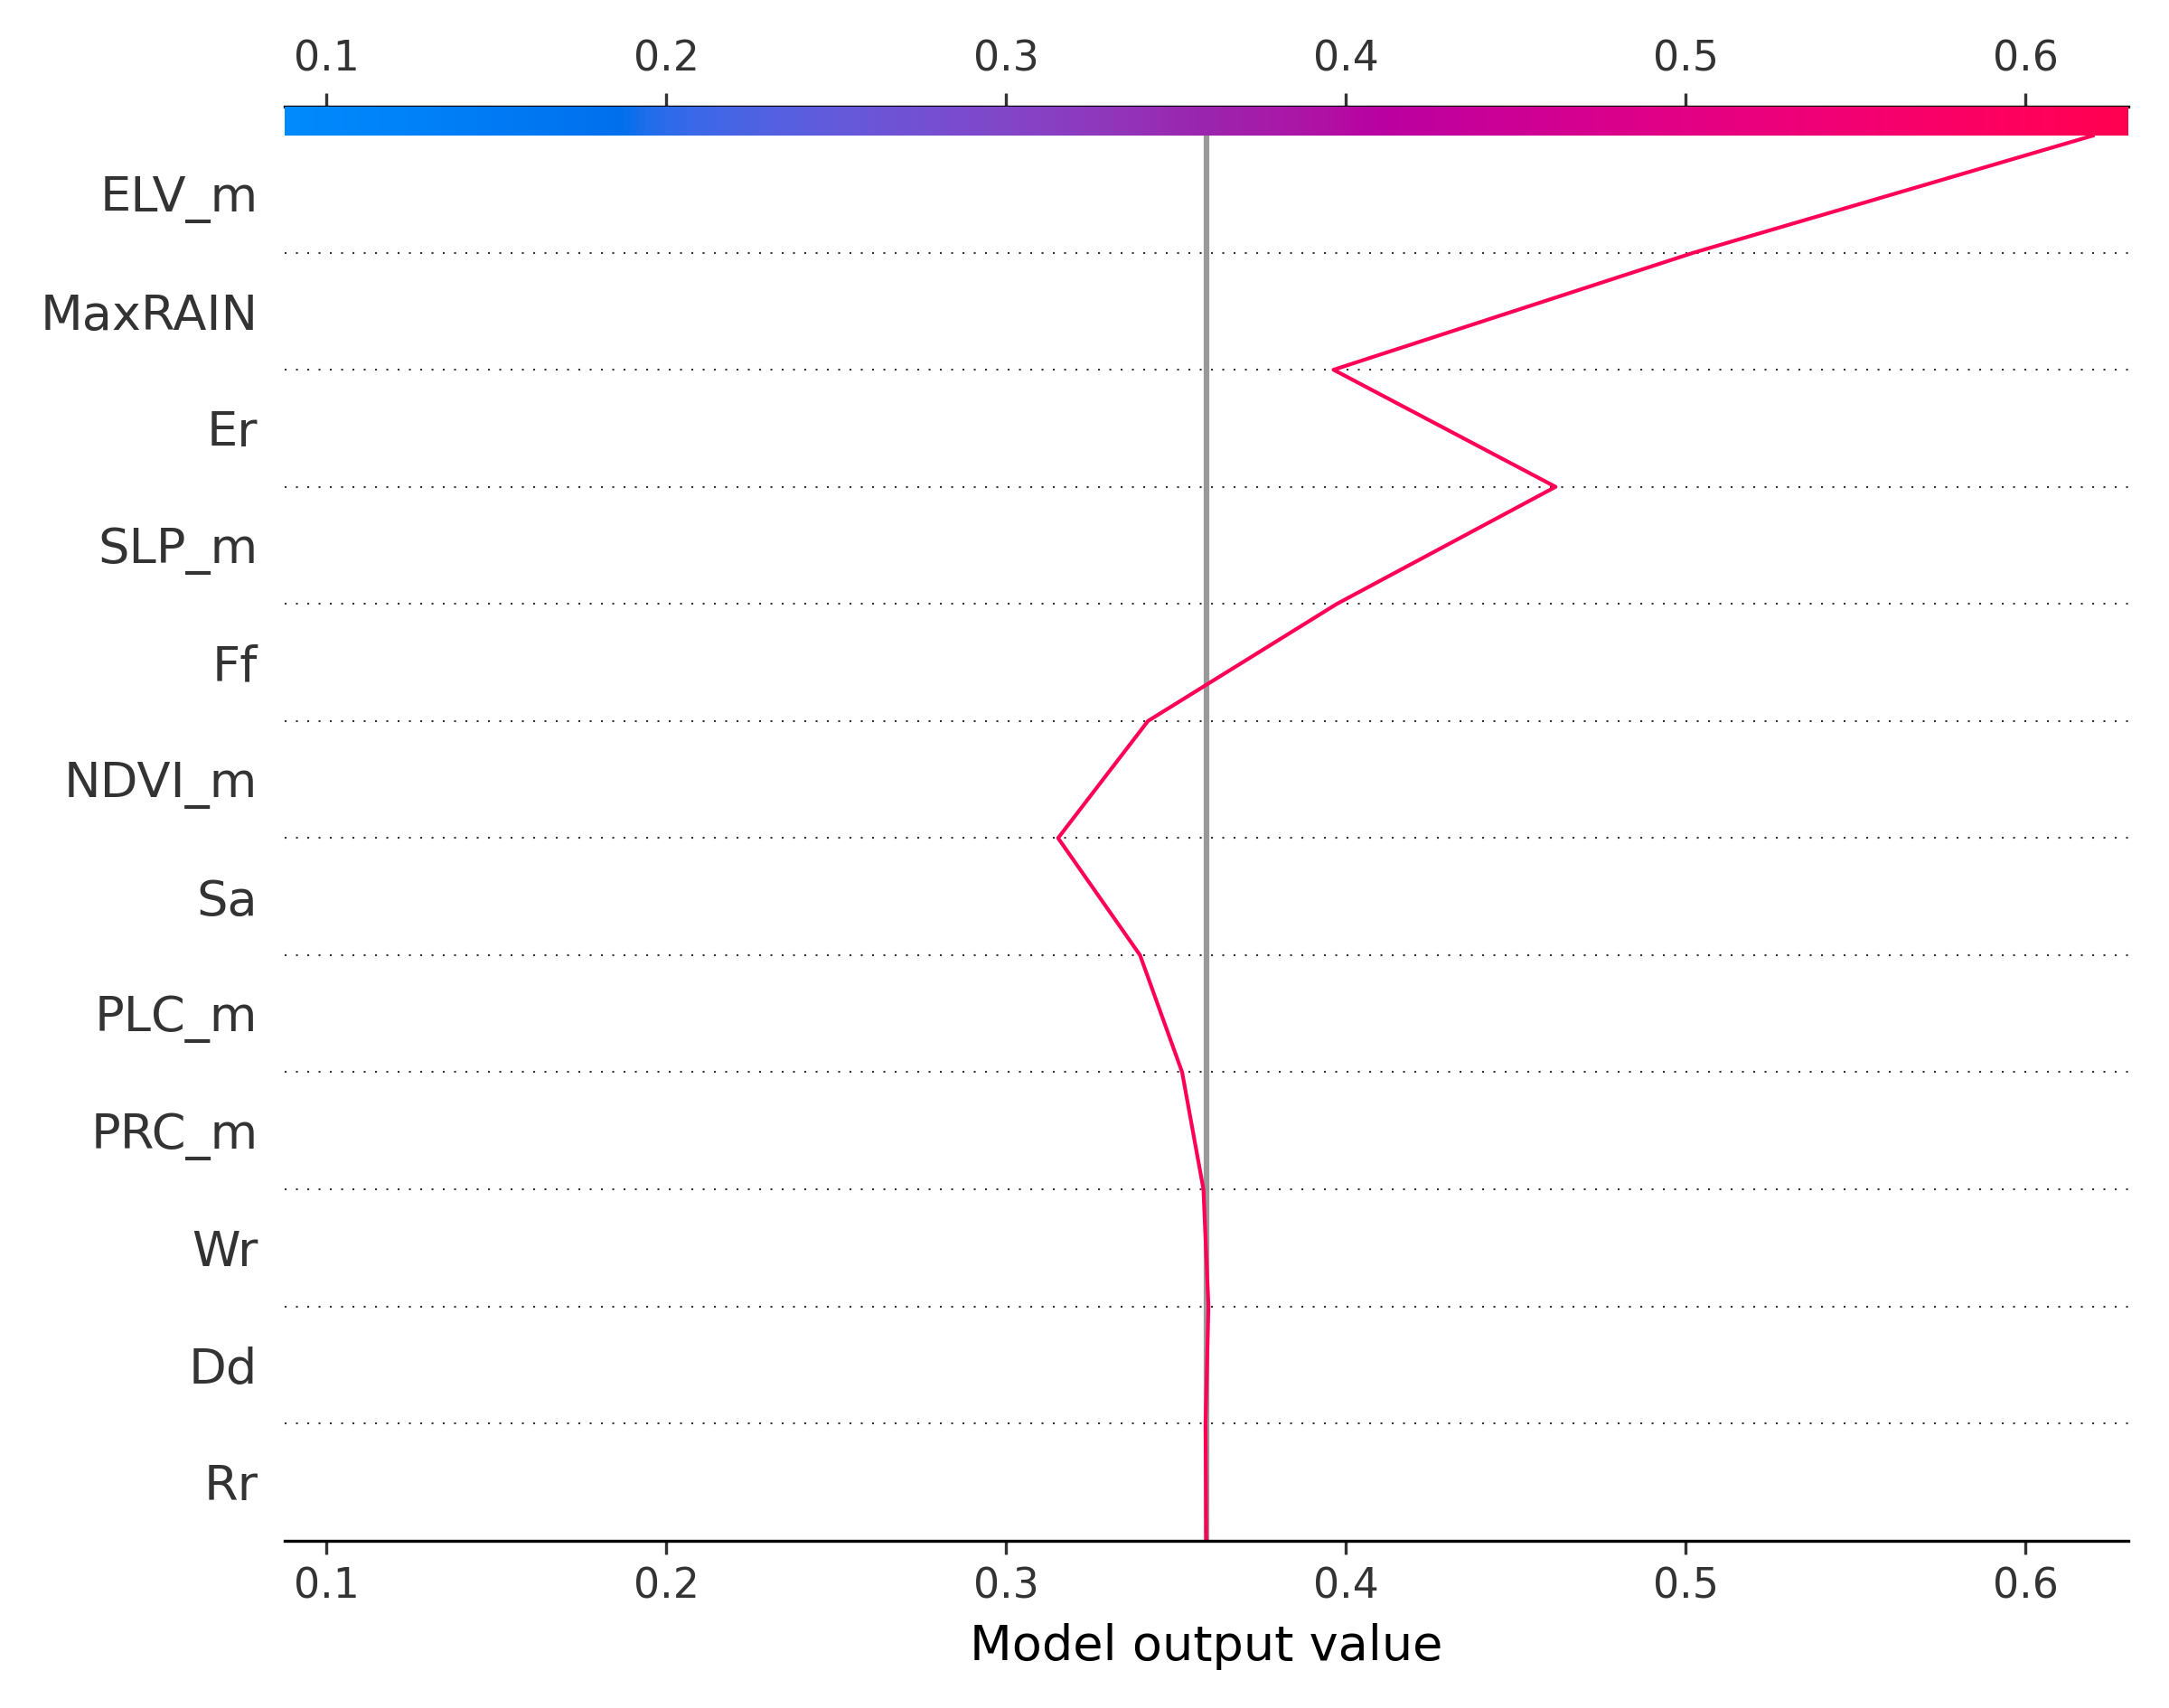 0.1 0.2 0.3 0.4 0.5 0.6
ELV_m
MaxRAIN
Er
SLP_m
Ff
NDVI_m
Sa
PLC_m
PRC_m
Wr
Dd
Rr
0.1 0.2 0.3 0.4 0.5 0.6
Model output value